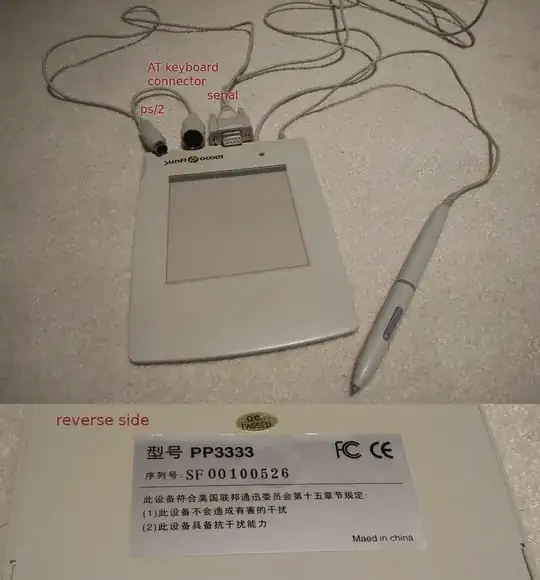 AT keyboard
connector
serial
ps/2
sunfl ower
reverse side
Q.C.
PASSED
型号 PP3333
FC CE
序列号: SF00100526
此设备符合美国联邦通迅委员会第十五章节规定:
(1)此设备不会造成有害的干扰
(2)此设备具备抗干扰能力
Maed in china